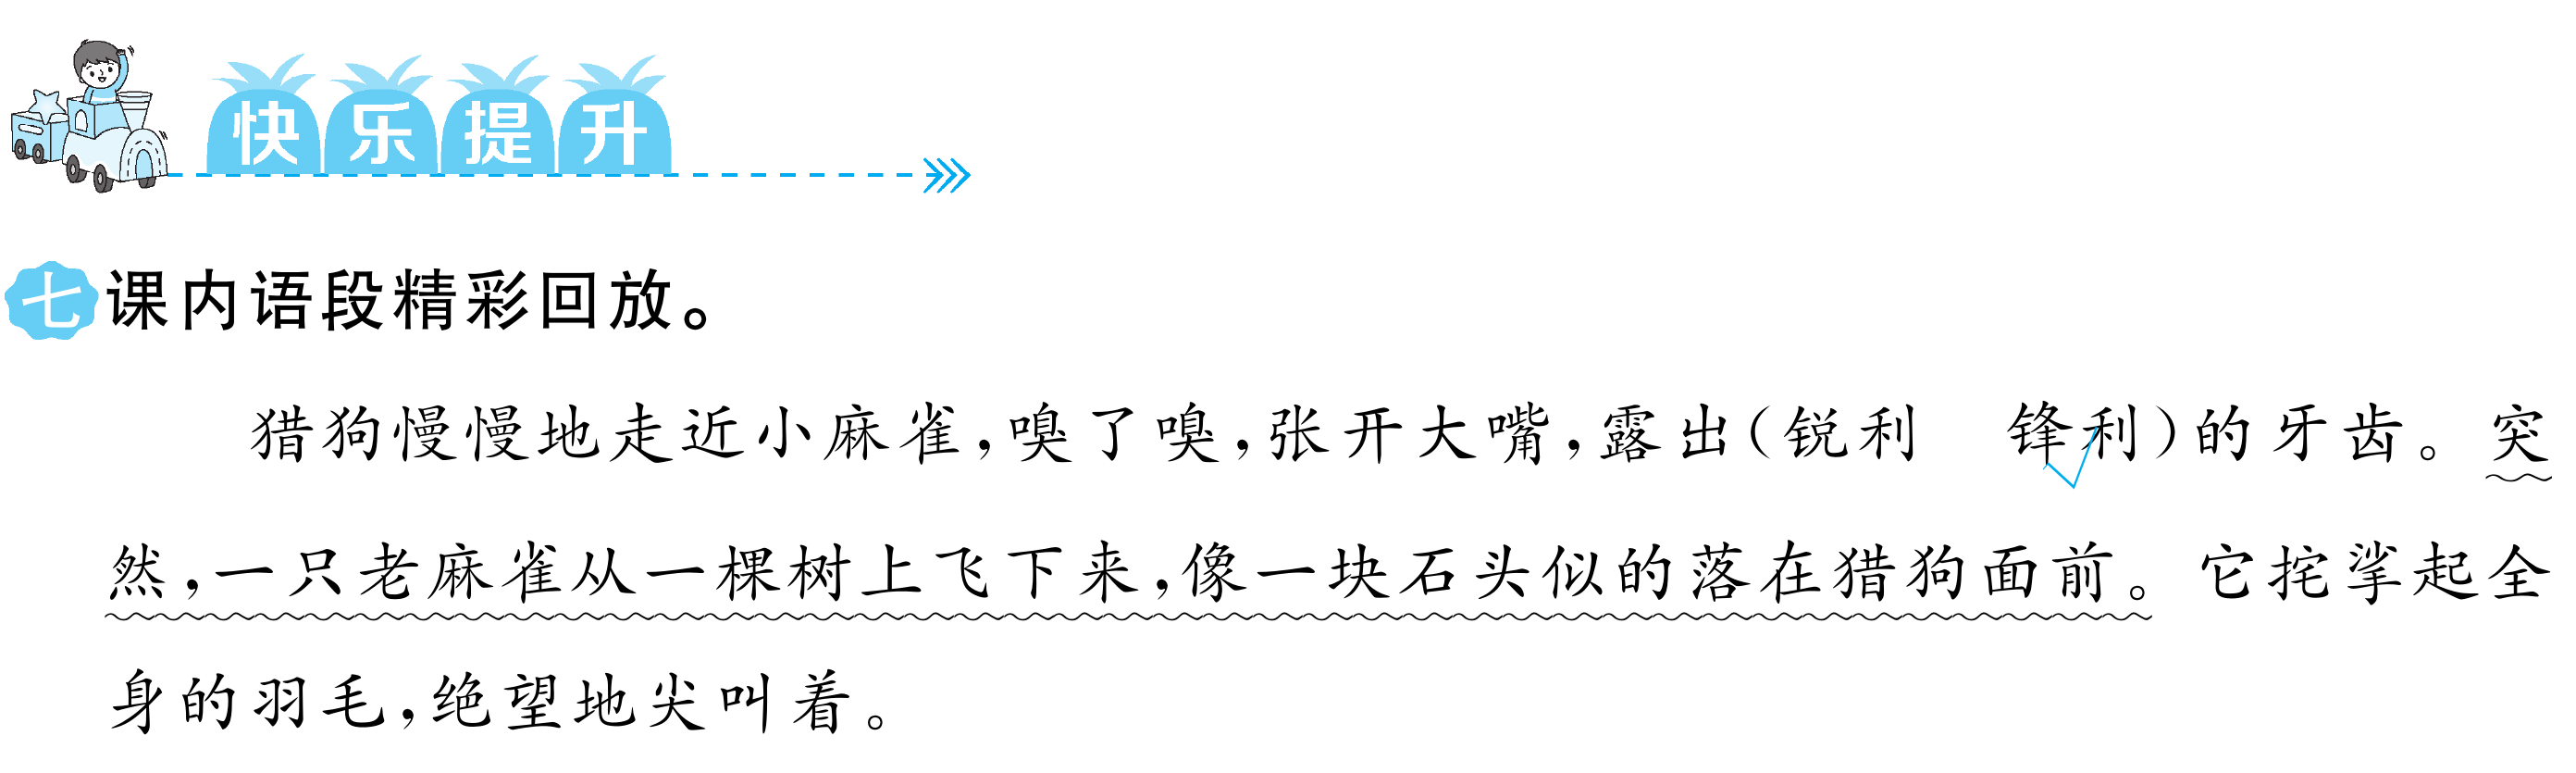 快乐提升
七 课内语段精彩回放。
猎狗慢慢地走近小麻雀,嗅了嗅,张开大嘴,露出(锐利 锋利)的牙齿。突
然,一只老麻雀从一棵树上飞下来,像一块石头似的落在猎狗面前。它挓挲起全
身的羽毛,绝望地尖叫着。